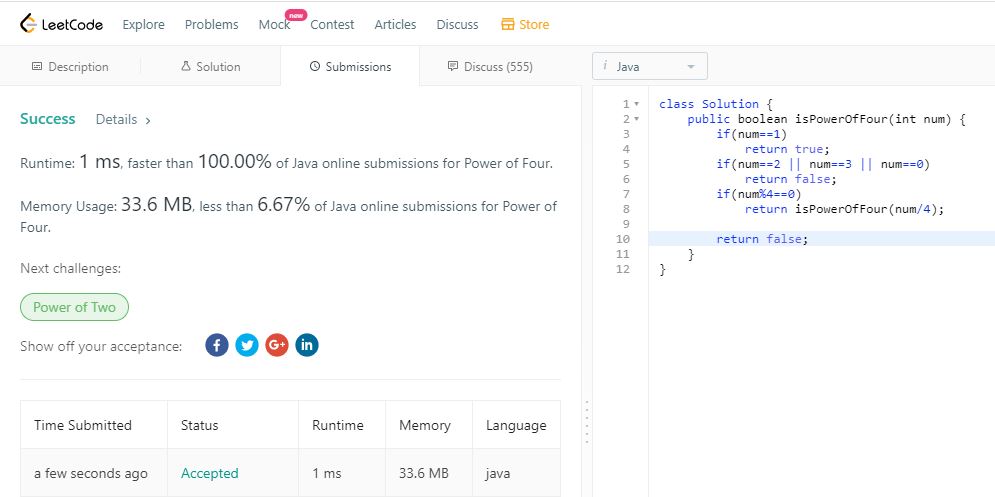 LeetCode Explore Problems Mock new Contest Articles Discuss Store
Description Solution Submissions Discuss (555)
i Java
Success Details >
Runtime: 1 ms, faster than 100.00% of Java online submissions for Power of Four.
Memory Usage: 33.6 MB, less than 6.67% of Java online submissions for Power of
Four.
Next challenges:
Power of Two
Show off your acceptance: f G+ in
Time Submitted Status Runtime Memory Language
a few seconds ago Accepted 1 ms 33.6 MB java
1 class Solution {
2 public boolean isPowerOfFour(int num) {
3 if(num==1)
4 return true;
5 if(num==2 || num==3 || num==0)
6 return false;
7 if(num%4==0)
8 return isPowerOfFour(num/4);
9
10 return false;
11 }
12 }